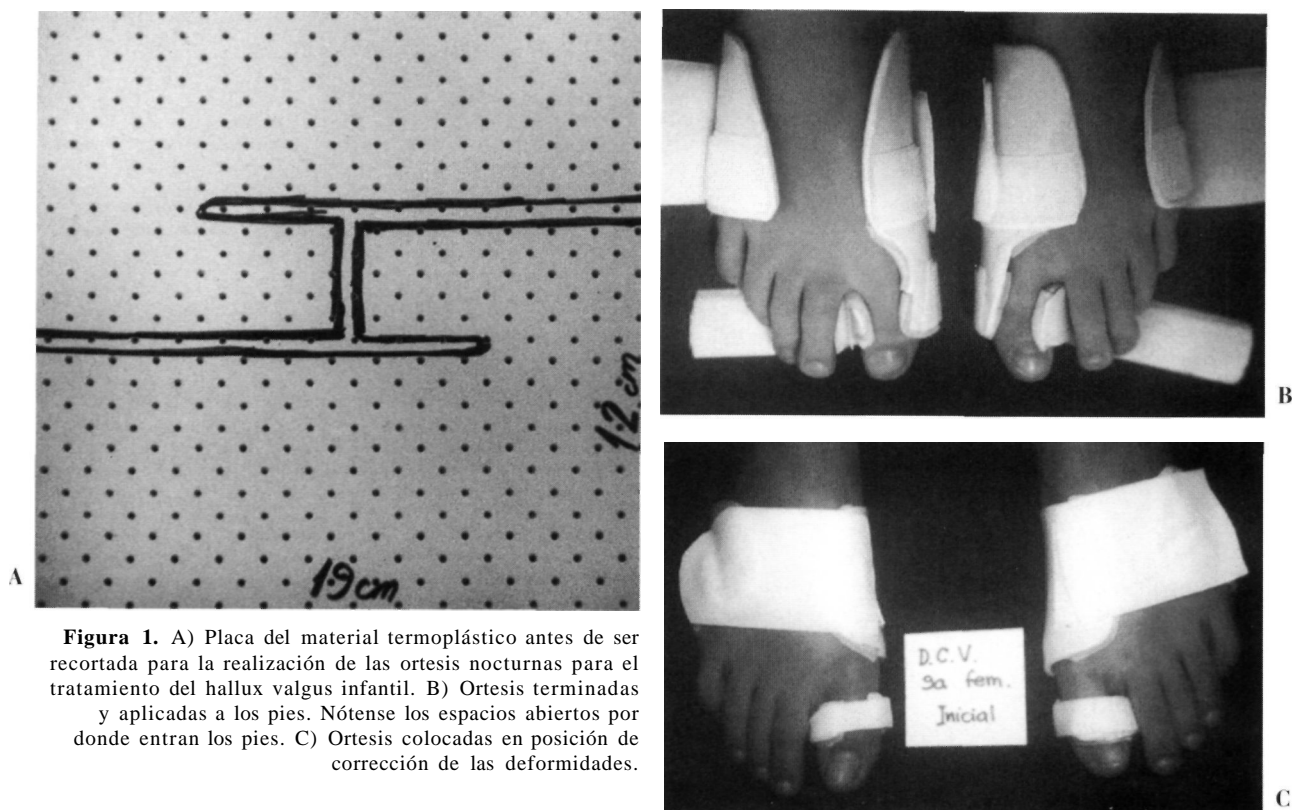 12 cm
19 cm
A
B
Figura 1. A) Placa del material termoplástico antes de ser
recortada para la realización de las ortesis nocturnas para el
tratamiento del hallux valgus infantil. B) Ortesis terminadas
y aplicadas a los pies. Nótense los espacios abiertos por
donde entran los pies. C) Ortesis colocadas en posición de
corrección de las deformidades.
D.C.V.
9a fem.
Inicial
C